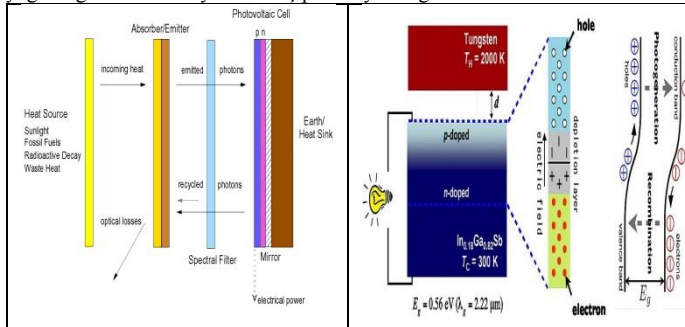 Photovoltaic Cell
Absorber/Emitter
p n
incoming heat
emitted
photons
Heat Source
Sunlight
Fossil Fuels
Radioactive Decay
Waste Heat
Earth/
Heat Sink
recycled
photons
optical losses
Spectral Filter
Mirror
electrical power
Tungsten
T_H = 2000 K
d
p-doped
n-doped
In0.18Ga0.82Sb
T_C = 300 K
E_g = 0.56 eV (λ_g = 2.22 μm)
hole
electric field
depletion layer
electron
holes
Photogeneration
conduction band
Recombination
valence band
electrons
E_g